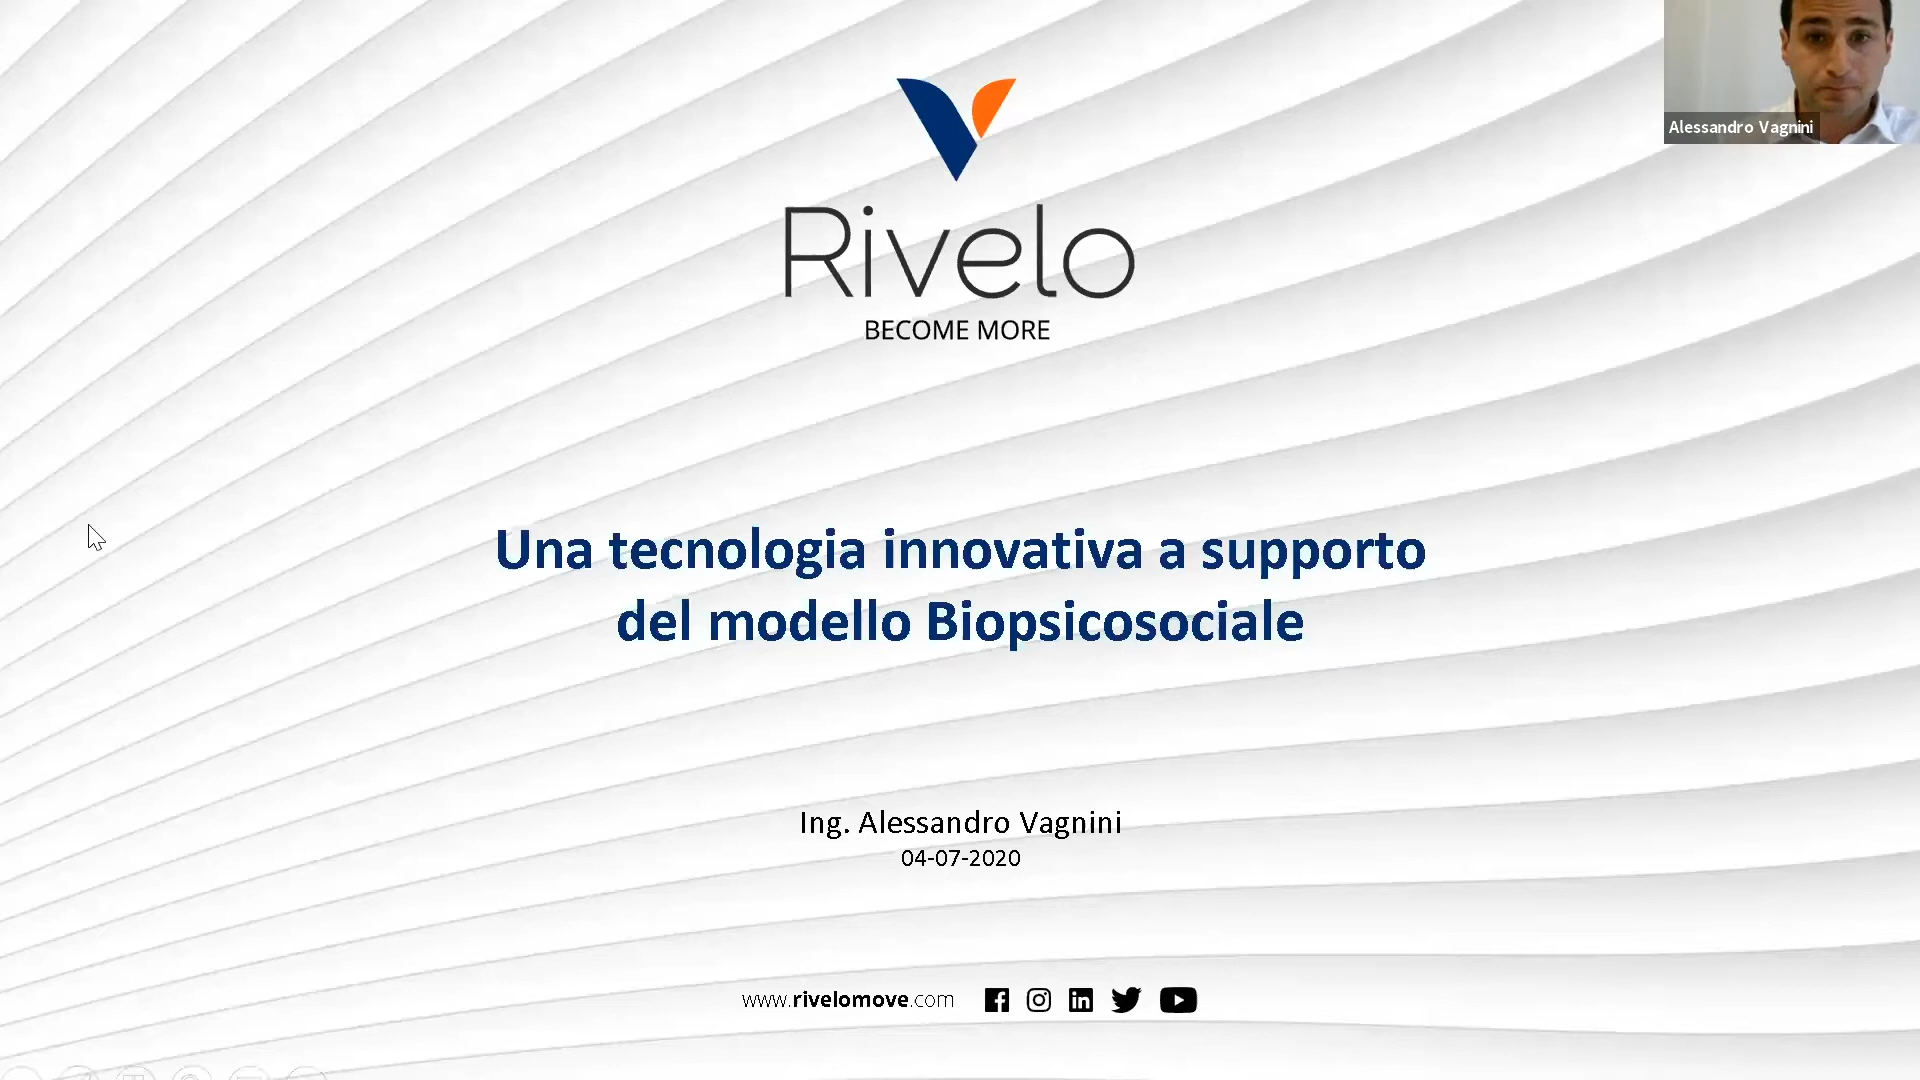 Alessandro Vagnini
Rivelo
BECOME MORE
Una tecnologia innovativa a supporto
del modello Biopsicosociale
Ing. Alessandro Vagnini
04-07-2020
www.rivelomove.com